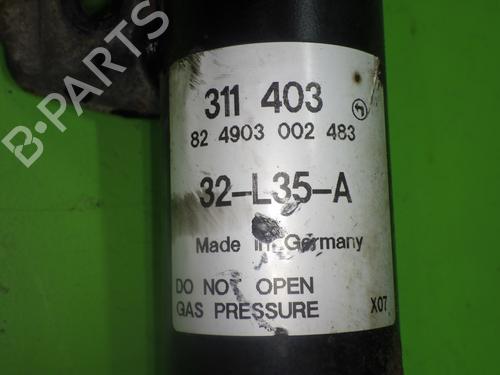 B-PARTS
311 403
82 4903 002 483
32-L35-A
Made in Germany
DO NOT OPEN
GAS PRESSURE X07